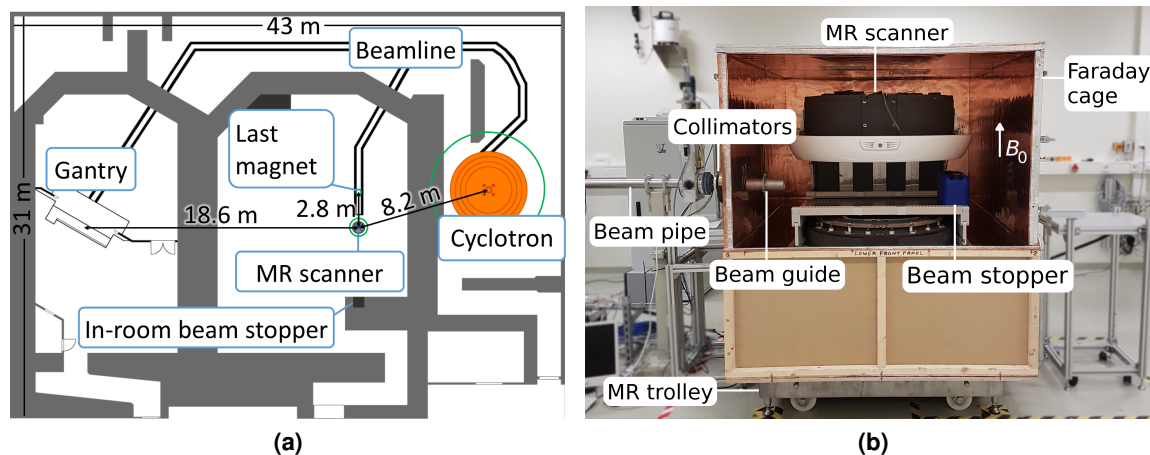 43 m
Beamline
Last
magnet
Gantry
31 m
18.6 m
2.8 m
8.2 m
Cyclotron
MR scanner
In-room beam stopper
(a)
MR scanner
Faraday
cage
Collimators
B0
Beam pipe
Beam guide
Beam stopper
LOWER FRONT PANEL
MR trolley
(b)